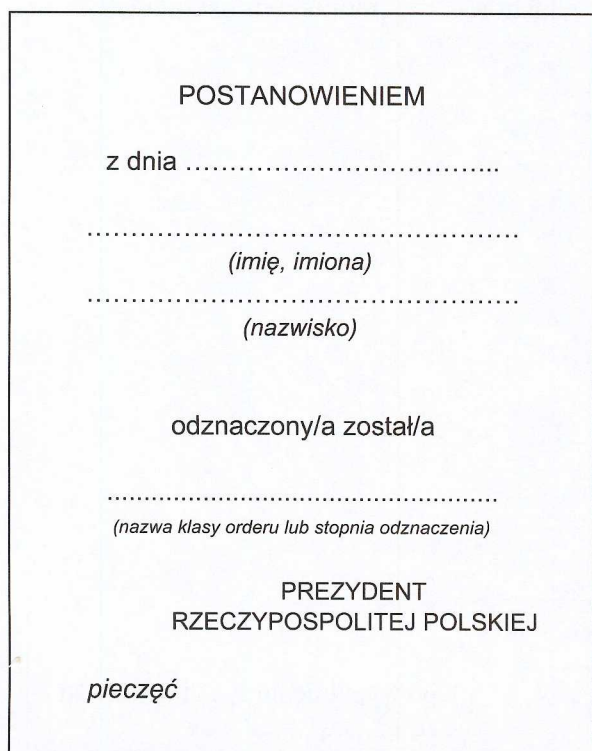 POSTANOWIENIEM
z dnia ……………………………...
…………………………………………
(imię, imiona)
…………………………………………
(nazwisko)
odznaczony/a został/a
......................................................
(nazwa klasy orderu lub stopnia odznaczenia)
PREZYDENT
RZECZYPOSPOLITEJ POLSKIEJ
pieczęć